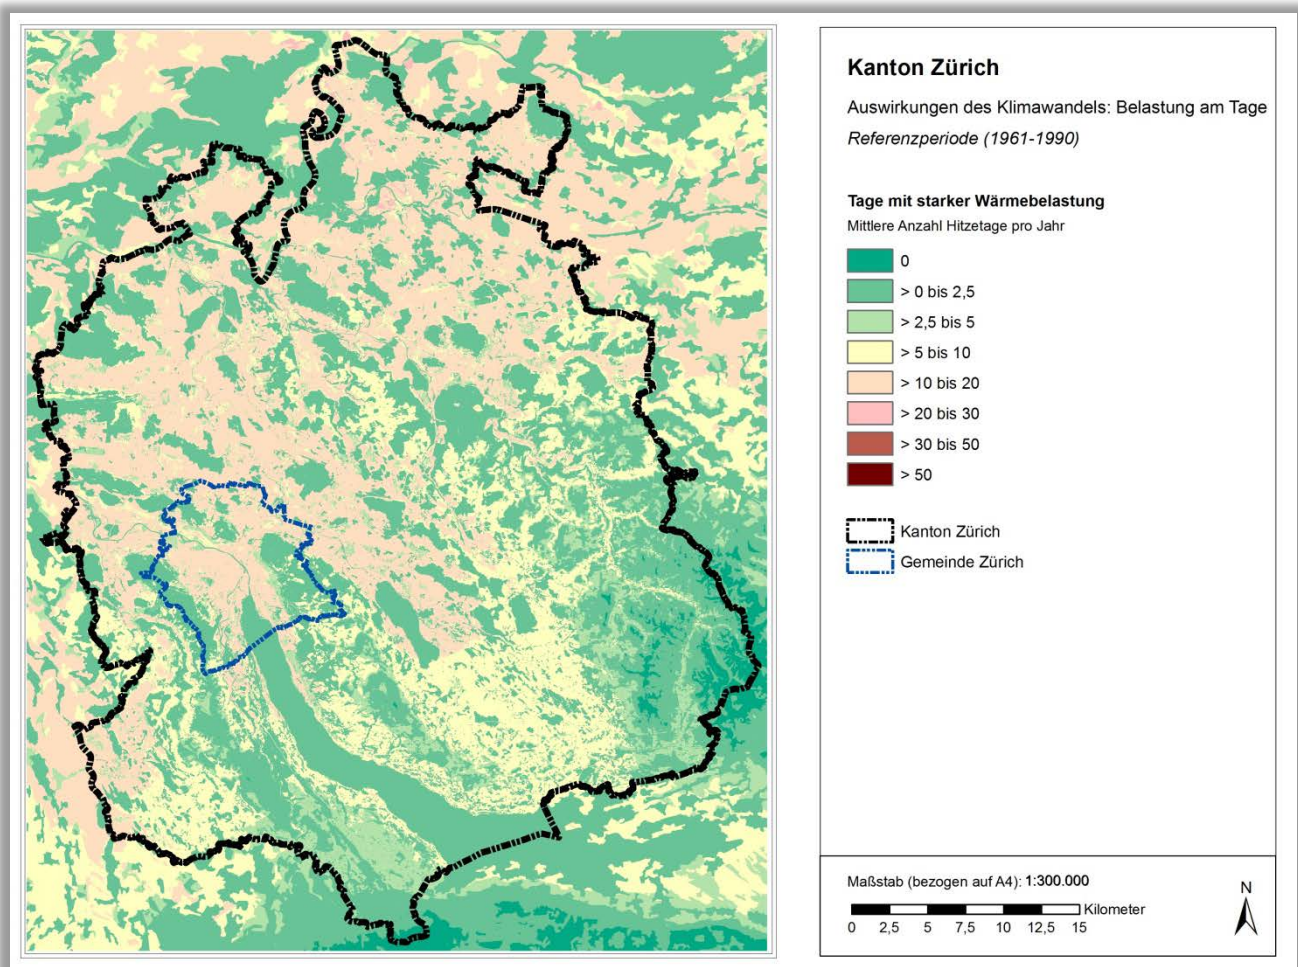 Kanton Zürich
Auswirkungen des Klimawandels: Belastung am Tage
Referenzperiode (1961-1990)
Tage mit starker Wärmebelastung
Mittlere Anzahl Hitzetage pro Jahr
0
> 0 bis 2,5
> 2,5 bis 5
> 5 bis 10
> 10 bis 20
> 20 bis 30
> 30 bis 50
> 50
Kanton Zürich
Gemeinde Zürich
Maßstab (bezogen auf A4): 1:300.000
N
Kilometer
0 2,5 5 7,5 10 12,5 15